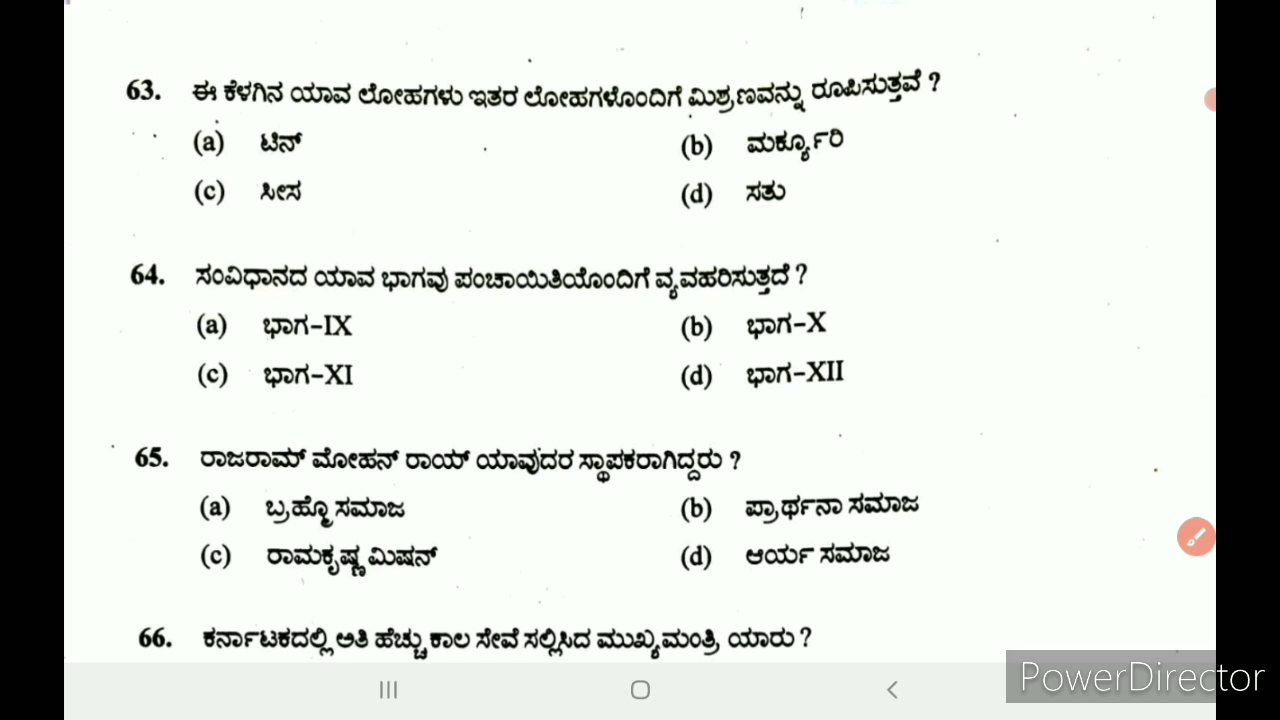 63. ಈ ಕೆಳಗಿನ ಯಾವ ಲೋಹಗಳು ಇತರ ಲೋಹಗಳೊಂದಿಗೆ ಮಿಶ್ರಣವನ್ನು ರೂಪಿಸುತ್ತವೆ ?
(a) ಟಿನ್ (b) ಮರ್ಕ್ಯೂರಿ
(c) ಸೀಸ (d) ಸತು
64. ಸಂವಿಧಾನದ ಯಾವ ಭಾಗವು ಪಂಚಾಯಿತಿಯೊಂದಿಗೆ ವ್ಯವಹರಿಸುತ್ತದೆ ?
(a) ಭಾಗ-IX (b) ಭಾಗ-X
(c) ಭಾಗ-XI (d) ಭಾಗ-XII
65. ರಾಜರಾಮ್ ಮೋಹನ್ ರಾಯ್ ಯಾವುದರ ಸ್ಥಾಪಕರಾಗಿದ್ದರು ?
(a) ಬ್ರಹ್ಮೊ ಸಮಾಜ (b) ಪ್ರಾರ್ಥನಾ ಸಮಾಜ
(c) ರಾಮಕೃಷ್ಣ ಮಿಷನ್ (d) ಆರ್ಯ ಸಮಾಜ
66. ಕರ್ನಾಟಕದಲ್ಲಿ ಅತಿ ಹೆಚ್ಚು ಕಾಲ ಸೇವೆ ಸಲ್ಲಿಸಿದ ಮುಖ್ಯಮಂತ್ರಿ ಯಾರು ?
PowerDirector